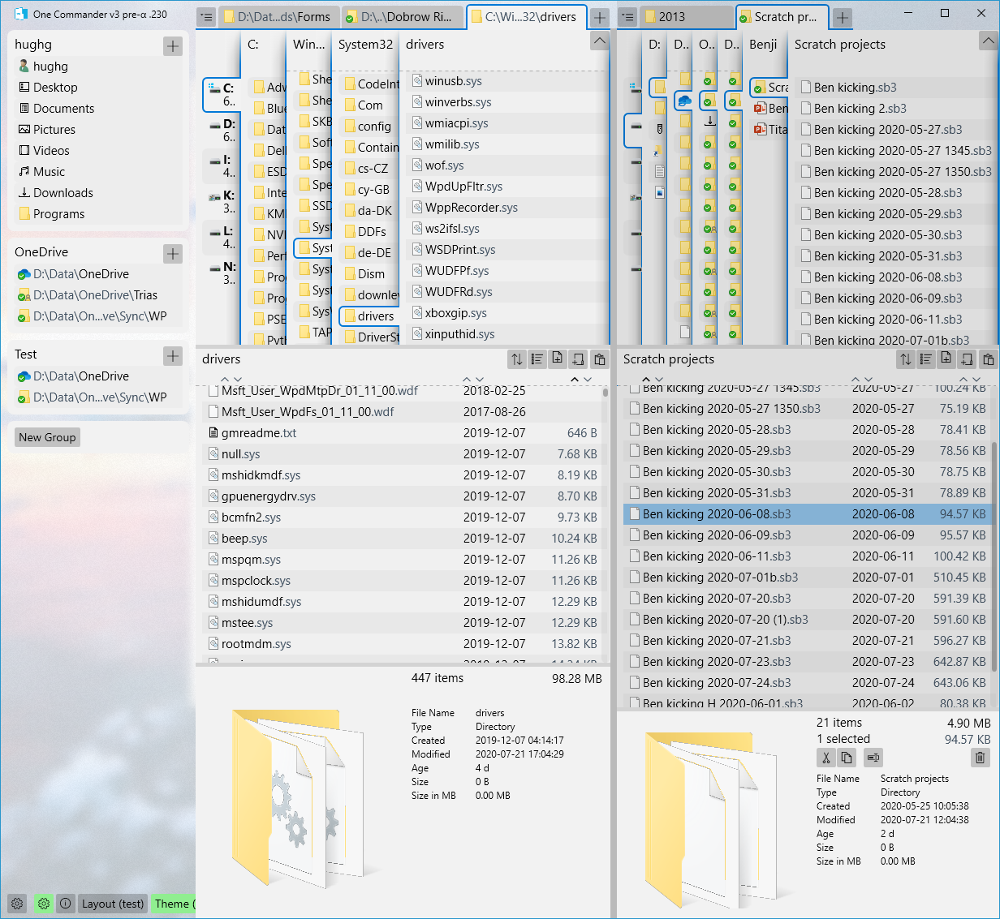 One Commander v3 pre-α .230
D:\Dat...ds\Forms
D:\..\Dobrow Ri...
C:\Wi...32\drivers
2013
Scratch pr...
hughg
hughg
Desktop
Documents
Pictures
Videos
Music
Downloads
Programs
OneDrive
D:\Data\OneDrive
D:\Data\OneDrive\Trias
D:\Data\On...ve\Sync\WP
Test
D:\Data\OneDrive
D:\Data\On...ve\Sync\WP
New Group
Layout (test)
Theme (
C:
6..
D:
6..
I:
4..
K:
3..
L:
4..
N:
3..
C:
Adw
Blue
Dat
Dell
ESD
Inte
KM
NVI
Perf
Pro
Pro
PSE
Pyth
Win...
She
She
SKB
Soft
Spe
Spe
SSD
Syst
Syst
Syst
Syst
Sys
TAP
System32
CodeInt
Com
config
Contain
cs-CZ
cy-GB
da-DK
DDFs
de-DE
Dism
downlev
drivers
DriverSt
drivers
winusb.sys
winverbs.sys
wmiacpi.sys
wmilib.sys
wof.sys
WpdUpFltr.sys
WppRecorder.sys
ws2ifsl.sys
WSDPrint.sys
WUDFPf.sys
WUDFRd.sys
xboxgip.sys
xinputhid.sys
D:
D..
O..
D..
Benji
Scra
Ben
Tita
Scratch projects
Ben kicking.sb3
Ben kicking 2.sb3
Ben kicking 2020-05-27.sb3
Ben kicking 2020-05-27 1345.sb3
Ben kicking 2020-05-27 1350.sb3
Ben kicking 2020-05-28.sb3
Ben kicking 2020-05-29.sb3
Ben kicking 2020-05-30.sb3
Ben kicking 2020-05-31.sb3
Ben kicking 2020-06-08.sb3
Ben kicking 2020-06-09.sb3
Ben kicking 2020-06-11.sb3
Ben kicking 2020-07-01b.sb3
drivers
Msft_User_WpdMtpDr_01_11_00.wdf 2018-02-25
Msft_User_WpdFs_01_11_00.wdf 2017-08-26
gmreadme.txt 2019-12-07 646 B
null.sys 2019-12-07 7.68 KB
mshidkmdf.sys 2019-12-07 8.19 KB
gpuenergydrv.sys 2019-12-07 8.70 KB
bcmfn2.sys 2019-12-07 9.73 KB
beep.sys 2019-12-07 10.24 KB
mspqm.sys 2019-12-07 11.26 KB
mspclock.sys 2019-12-07 11.26 KB
mshidumdf.sys 2019-12-07 12.29 KB
mstee.sys 2019-12-07 12.29 KB
rootmdm.sys 2019-12-07 13.82 KB
447 items 98.28 MB
File Name drivers
Type Directory
Created 2019-12-07 04:14:17
Modified 2020-07-21 17:04:29
Age 4 d
Size 0 B
Size in MB 0.00 MB
Scratch projects
Ben kicking 2020-05-27 1345.sb3 2020-05-27 100.24 KB
Ben kicking 2020-05-27 1350.sb3 2020-05-27 75.19 KB
Ben kicking 2020-05-28.sb3 2020-05-28 78.41 KB
Ben kicking 2020-05-29.sb3 2020-05-29 78.56 KB
Ben kicking 2020-05-30.sb3 2020-05-30 78.75 KB
Ben kicking 2020-05-31.sb3 2020-05-31 78.89 KB
Ben kicking 2020-06-08.sb3 2020-06-08 94.57 KB
Ben kicking 2020-06-09.sb3 2020-06-09 95.57 KB
Ben kicking 2020-06-11.sb3 2020-06-11 100.42 KB
Ben kicking 2020-07-01b.sb3 2020-07-01 510.45 KB
Ben kicking 2020-07-20.sb3 2020-07-20 591.39 KB
Ben kicking 2020-07-20 (1).sb3 2020-07-20 591.60 KB
Ben kicking 2020-07-21.sb3 2020-07-21 596.27 KB
Ben kicking 2020-07-23.sb3 2020-07-23 642.87 KB
Ben kicking 2020-07-24.sb3 2020-07-24 643.06 KB
Ben kicking H 2020-06-01.sb3 2020-06-02 80.38 KB
21 items 4.90 MB
1 selected 94.57 KB
File Name Scratch projects
Type Directory
Created 2020-05-25 10:05:38
Modified 2020-07-21 12:04:38
Age 2 d
Size 0 B
Size in MB 0.00 MB